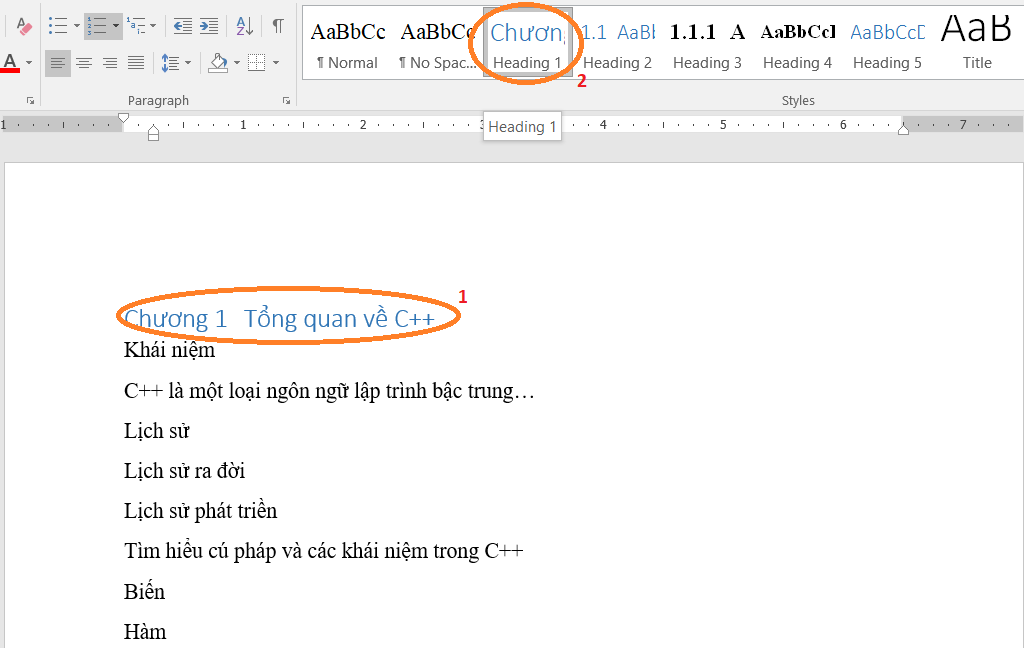 AaBbCc AaBbCc Chương 1.1 AaBb 1.1.1 A AaBbCcI AaBbCcD AaB
¶ Normal ¶ No Spac... Heading 1 Heading 2 Heading 3 Heading 4 Heading 5 Title
2
A
Paragraph Styles
1 1 2 3 4 5 6 7
Heading 1
1
Chương 1 Tổng quan về C++
Khái niệm
C++ là một loại ngôn ngữ lập trình bậc trung…
Lịch sử
Lịch sử ra đời
Lịch sử phát triển
Tìm hiểu cú pháp và các khái niệm trong C++
Biến
Hàm